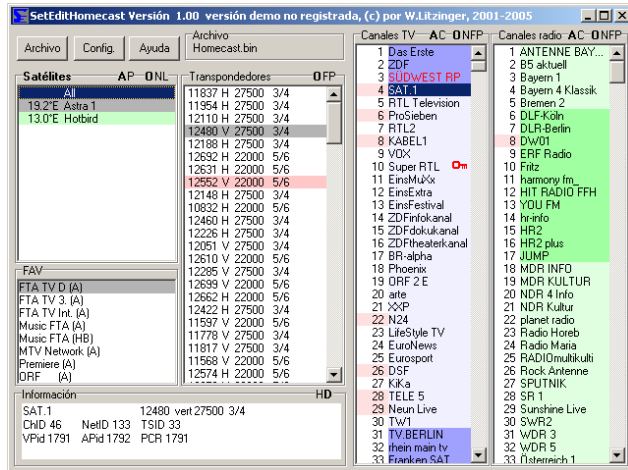 SetEditHomecast Versión 1.00 versión demo no registrada, (c) por W.Litzinger, 2001-2005
Archivo
Config.
Ayuda
Archivo
Homecast.bin
Satélites AP ONL
All
19.2°E Astra 1
13.0°E Hotbird
FAV
FTA TV D (A)
FTA TV 3. (A)
FTA TV Int. (A)
Music FTA (A)
Music FTA (HB)
MTV Network (A)
Premiere (A)
ORF (A)
Transpondedores OFP
11837 H 27500 3/4
11954 H 27500 3/4
12110 H 27500 3/4
12480 V 27500 3/4
12188 H 27500 3/4
12692 H 22000 5/6
12631 H 22000 5/6
12552 V 22000 5/6
12148 H 27500 3/4
10832 H 22000 5/6
12460 H 27500 3/4
12226 H 27500 3/4
12051 V 27500 3/4
12610 V 22000 5/6
12285 V 27500 3/4
12699 V 22000 5/6
12662 H 22000 5/6
12422 H 27500 3/4
11597 V 22000 5/6
11778 V 27500 3/4
11817 V 27500 3/4
11568 V 22000 5/6
12574 H 22000 5/6
Canales TV AC ONFP
1 Das Erste
2 ZDF
3 SÜDWEST RP
4 SAT.1
5 RTL Television
6 ProSieben
7 RTL2
8 KABEL1
9 VOX
10 Super RTL
11 EinsMuXx
12 EinsExtra
13 EinsFestival
14 ZDFinfokanal
15 ZDFdokukanal
16 ZDFtheaterkanal
17 BR-alpha
18 Phoenix
19 ORF 2 E
20 arte
21 XXP
22 N24
23 LifeStyle TV
24 EuroNews
25 Eurosport
26 DSF
27 KiKa
28 TELE 5
29 Neun Live
30 TW1
31 TV.BERLIN
32 rhein main tv
33 Franken SAT
Canales radio AC ONFP
1 ANTENNE BAY...
2 B5 aktuell
3 Bayern 1
4 Bayern 4 Klassik
5 Bremen 2
6 DLF-Köln
7 DLR-Berlin
8 DW01
9 ERF Radio
10 Fritz
11 harmony fm_
12 HIT RADIO FFH
13 YOU FM
14 hr-info
15 HR2
16 HR2 plus
17 JUMP
18 MDR INFO
19 MDR KULTUR
20 NDR 4 Info
21 NDR Kultur
22 planet radio
23 Radio Horeb
24 Radio Maria
25 RADIOmultikulti
26 Rock Antenne
27 SPUTNIK
28 SR 1
29 Sunshine Live
30 SWR2
31 WDR 3
32 WDR 5
33 Österreich 1
Información HD
SAT.1 12480 vert 27500 3/4
ChID 46 NetID 133 TSID 33
VPid 1791 APid 1792 PCR 1791